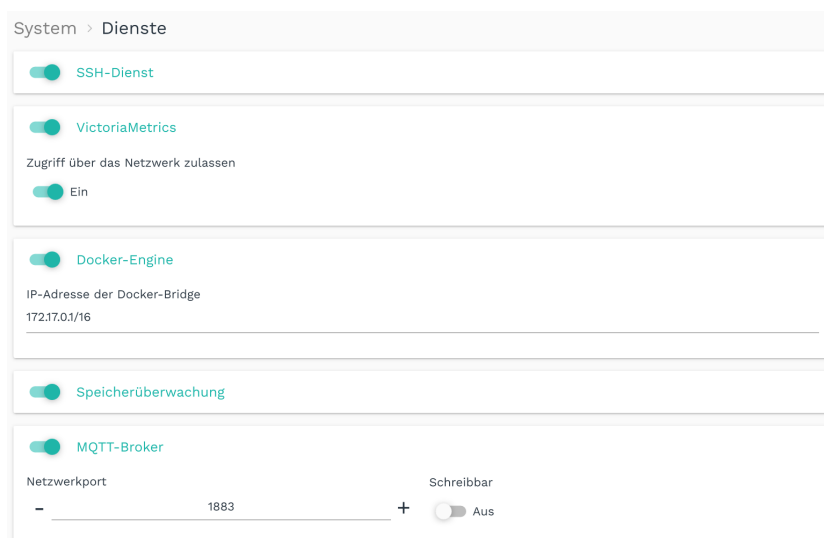 System > Dienste
SSH-Dienst
VictoriaMetrics
Zugriff über das Netzwerk zulassen
Ein
Docker-Engine
IP-Adresse der Docker-Bridge
172.17.0.1/16
Speicherüberwachung
MQTT-Broker
Netzwerkport
- 1883 +
Schreibbar
Aus